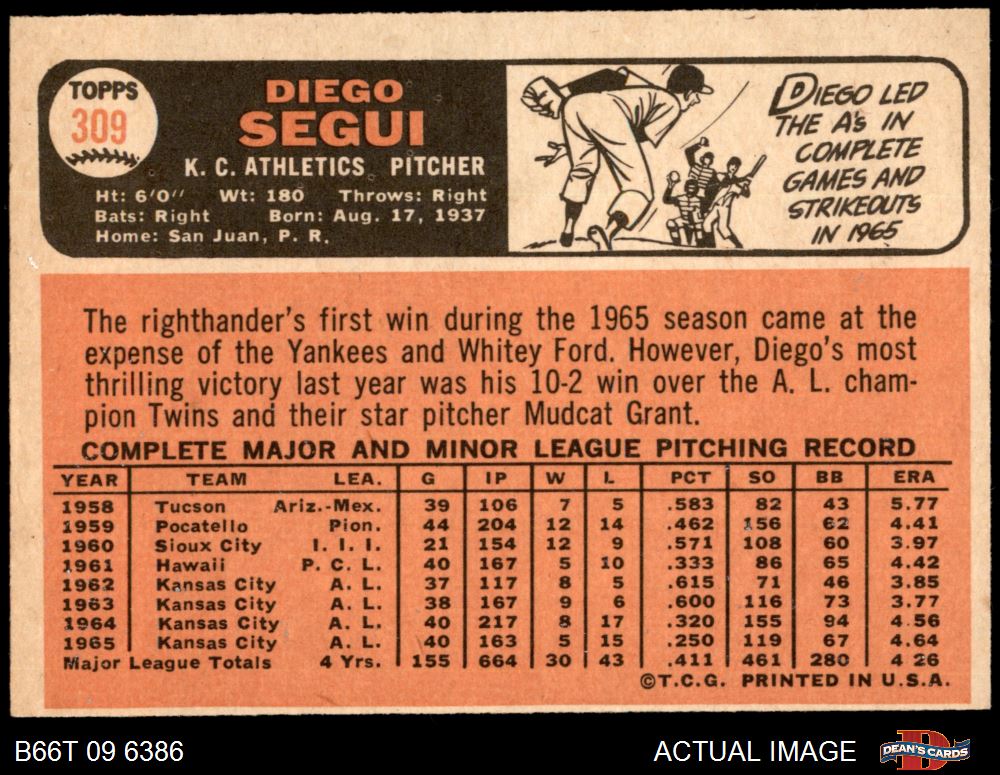 TOPPS
309
DIEGO
SEGUI
K. C. ATHLETICS PITCHER
Ht: 6'0" Wt: 180 Throws: Right
Bats: Right Born: Aug. 17, 1937
Home: San Juan, P. R.
DIEGO LED
THE A's IN
COMPLETE
GAMES AND
STRIKEOUTS
IN 1965
The righthander's first win during the 1965 season came at the
expense of the Yankees and Whitey Ford. However, Diego's most
thrilling victory last year was his 10-2 win over the A. L. cham-
pion Twins and their star pitcher Mudcat Grant.
COMPLETE MAJOR AND MINOR LEAGUE PITCHING RECORD
YEAR TEAM LEA. G IP W L PCT SO BB ERA
1958 Tucson Ariz.-Mex. 39 106 7 5 .583 82 43 5.77
1959 Pocatello Pion. 44 204 12 14 .462 156 62 4.41
1960 Sioux City I. I. I. 21 154 12 9 .571 108 60 3.97
1961 Hawaii P. C. L. 40 167 5 10 .333 86 65 4.42
1962 Kansas City A. L. 37 117 8 5 .615 71 46 3.85
1963 Kansas City A. L. 38 167 9 6 .600 116 73 3.77
1964 Kansas City A. L. 40 217 8 17 .320 155 94 4.56
1965 Kansas City A. L. 40 163 5 15 .250 119 67 4.64
Major League Totals 4 Yrs. 155 664 30 43 .411 461 280 4 26
©T.C.G. PRINTED IN U.S.A.
B66T 09 6386 ACTUAL IMAGE DEAN'S CARDS